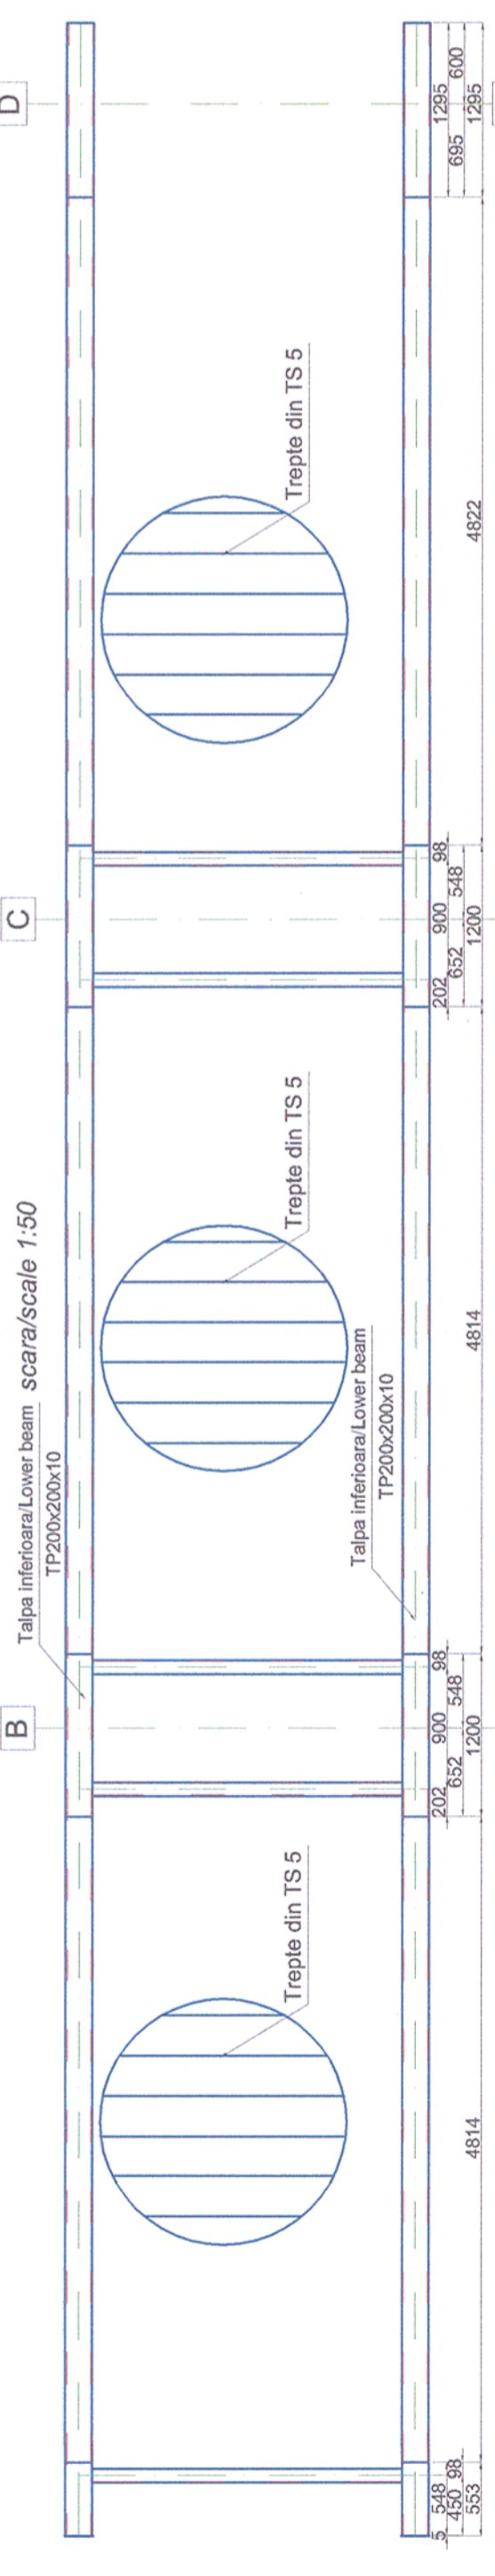 B
C
D
Talpa inferioara/Lower beam
TP200x200x10
scara/scale 1:50
Trepte din TS 5
Trepte din TS 5
Trepte din TS 5
Talpa inferioara/Lower beam
TP200x200x10
5 548 202 900 98 202 900 98 1295
450 98 652 548 652 548 695 600
553 4814 1200 4814 1200 4822 1295